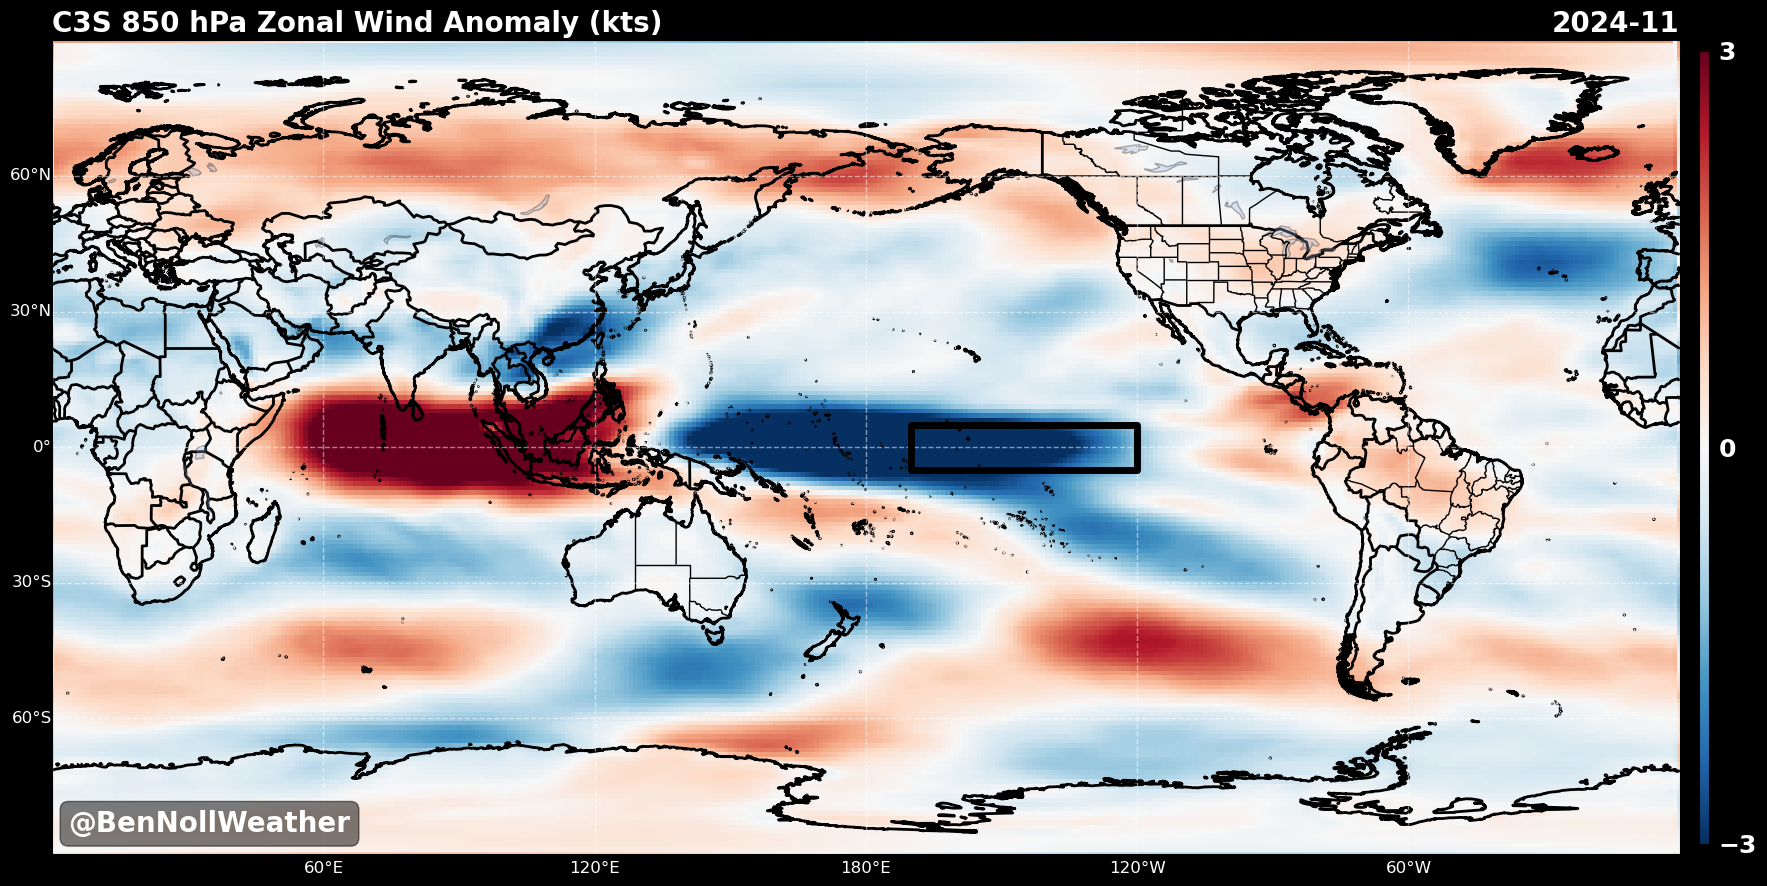 C3S 850 hPa Zonal Wind Anomaly (kts)
2024-11
3
0
−3
60°N
30°N
0°
30°S
60°S
60°E
120°E
180°E
120°W
60°W
@BenNollWeather